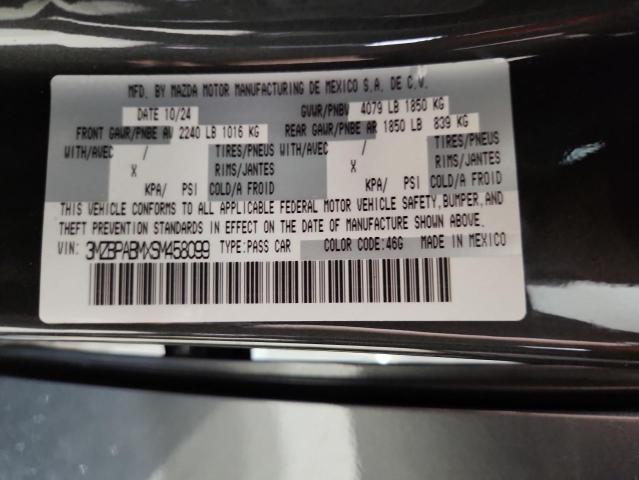 MFD. BY MAZDA MOTOR MANUFACTURING DE MEXICO S.A. DE C.V.
DATE 10/24 GVWR/PNBV 4079 LB 1850 KG
FRONT GAWR/PNBE AV 2240 LB 1016 KG REAR GAWR/PNBE AR 1850 LB 839 KG
WITH/AVEC / TIRES/PNEUS WITH/AVEC / TIRES/PNEUS
X RIMS/JANTES X RIMS/JANTES
KPA/ PSI COLD/A FROID KPA/ PSI COLD/A FROID
THIS VEHICLE CONFORMS TO ALL APPLICABLE FEDERAL MOTOR VEHICLE SAFETY, BUMPER, AND
THEFT PREVENTION STANDARDS IN EFFECT ON THE DATE OF MANUFACTURE SHOWN ABOVE.
VIN: 3MZBPABMXSM458099 TYPE:PASS CAR COLOR CODE:46G MADE IN MEXICO